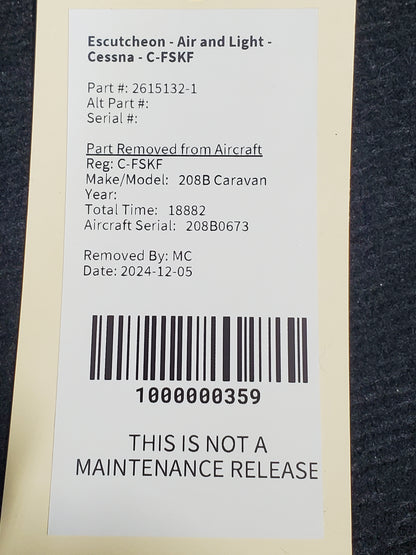 Escutcheon - Air and Light -
Cessna - C-FSKF
Part #: 2615132-1
Alt Part #:
Serial #:
Part Removed from Aircraft
Reg: C-FSKF
Make/Model: 208B Caravan
Year:
Total Time: 18882
Aircraft Serial: 208B0673
Removed By: MC
Date: 2024-12-05
1000000359
THIS IS NOT A
MAINTENANCE RELEASE